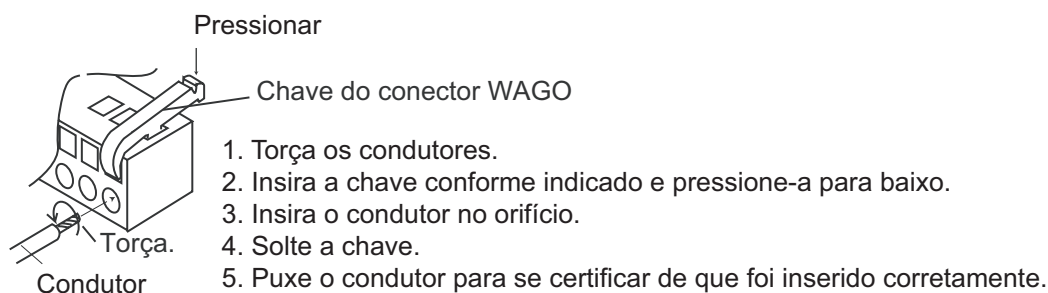 Pressionar
Chave do conector WAGO
1. Torça os condutores.
2. Insira a chave conforme indicado e pressione-a para baixo.
3. Insira o condutor no orifício.
4. Solte a chave.
5. Puxe o condutor para se certificar de que foi inserido corretamente.
Torça.
Condutor